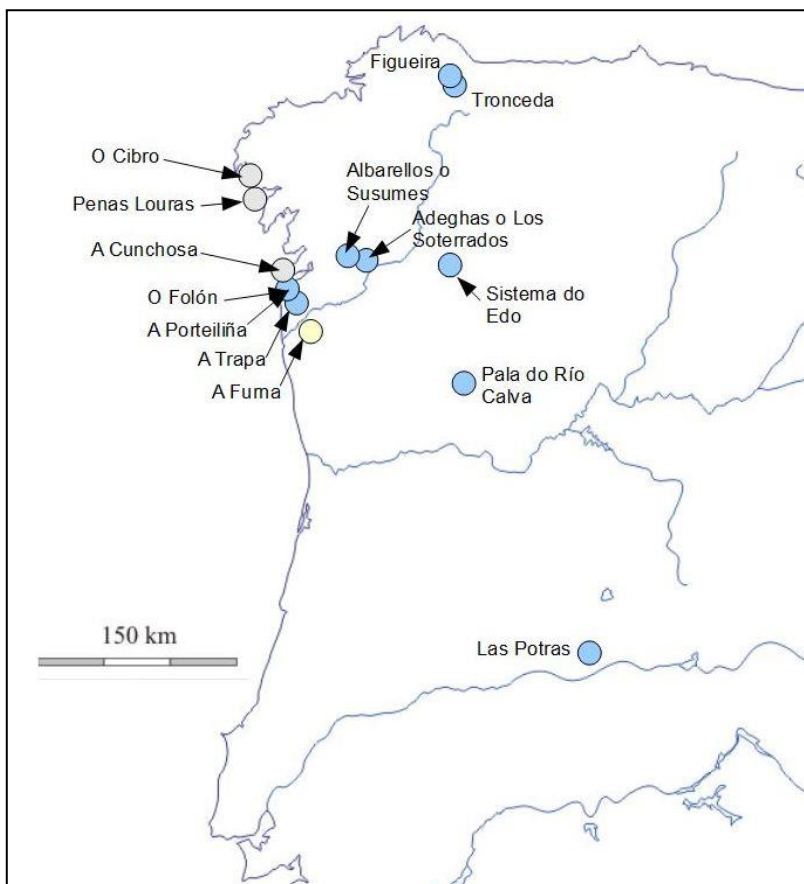 Figueira
Tronceda
O Cibro
Albarellos o
Susumes
Penas Louras
Adeghas o Los
Soterrados
A Cunchosa
O Folón
Sistema do
Edo
A Porteiliña
A Trapa
Pala do Río
Calva
A Furna
150 km
Las Potras